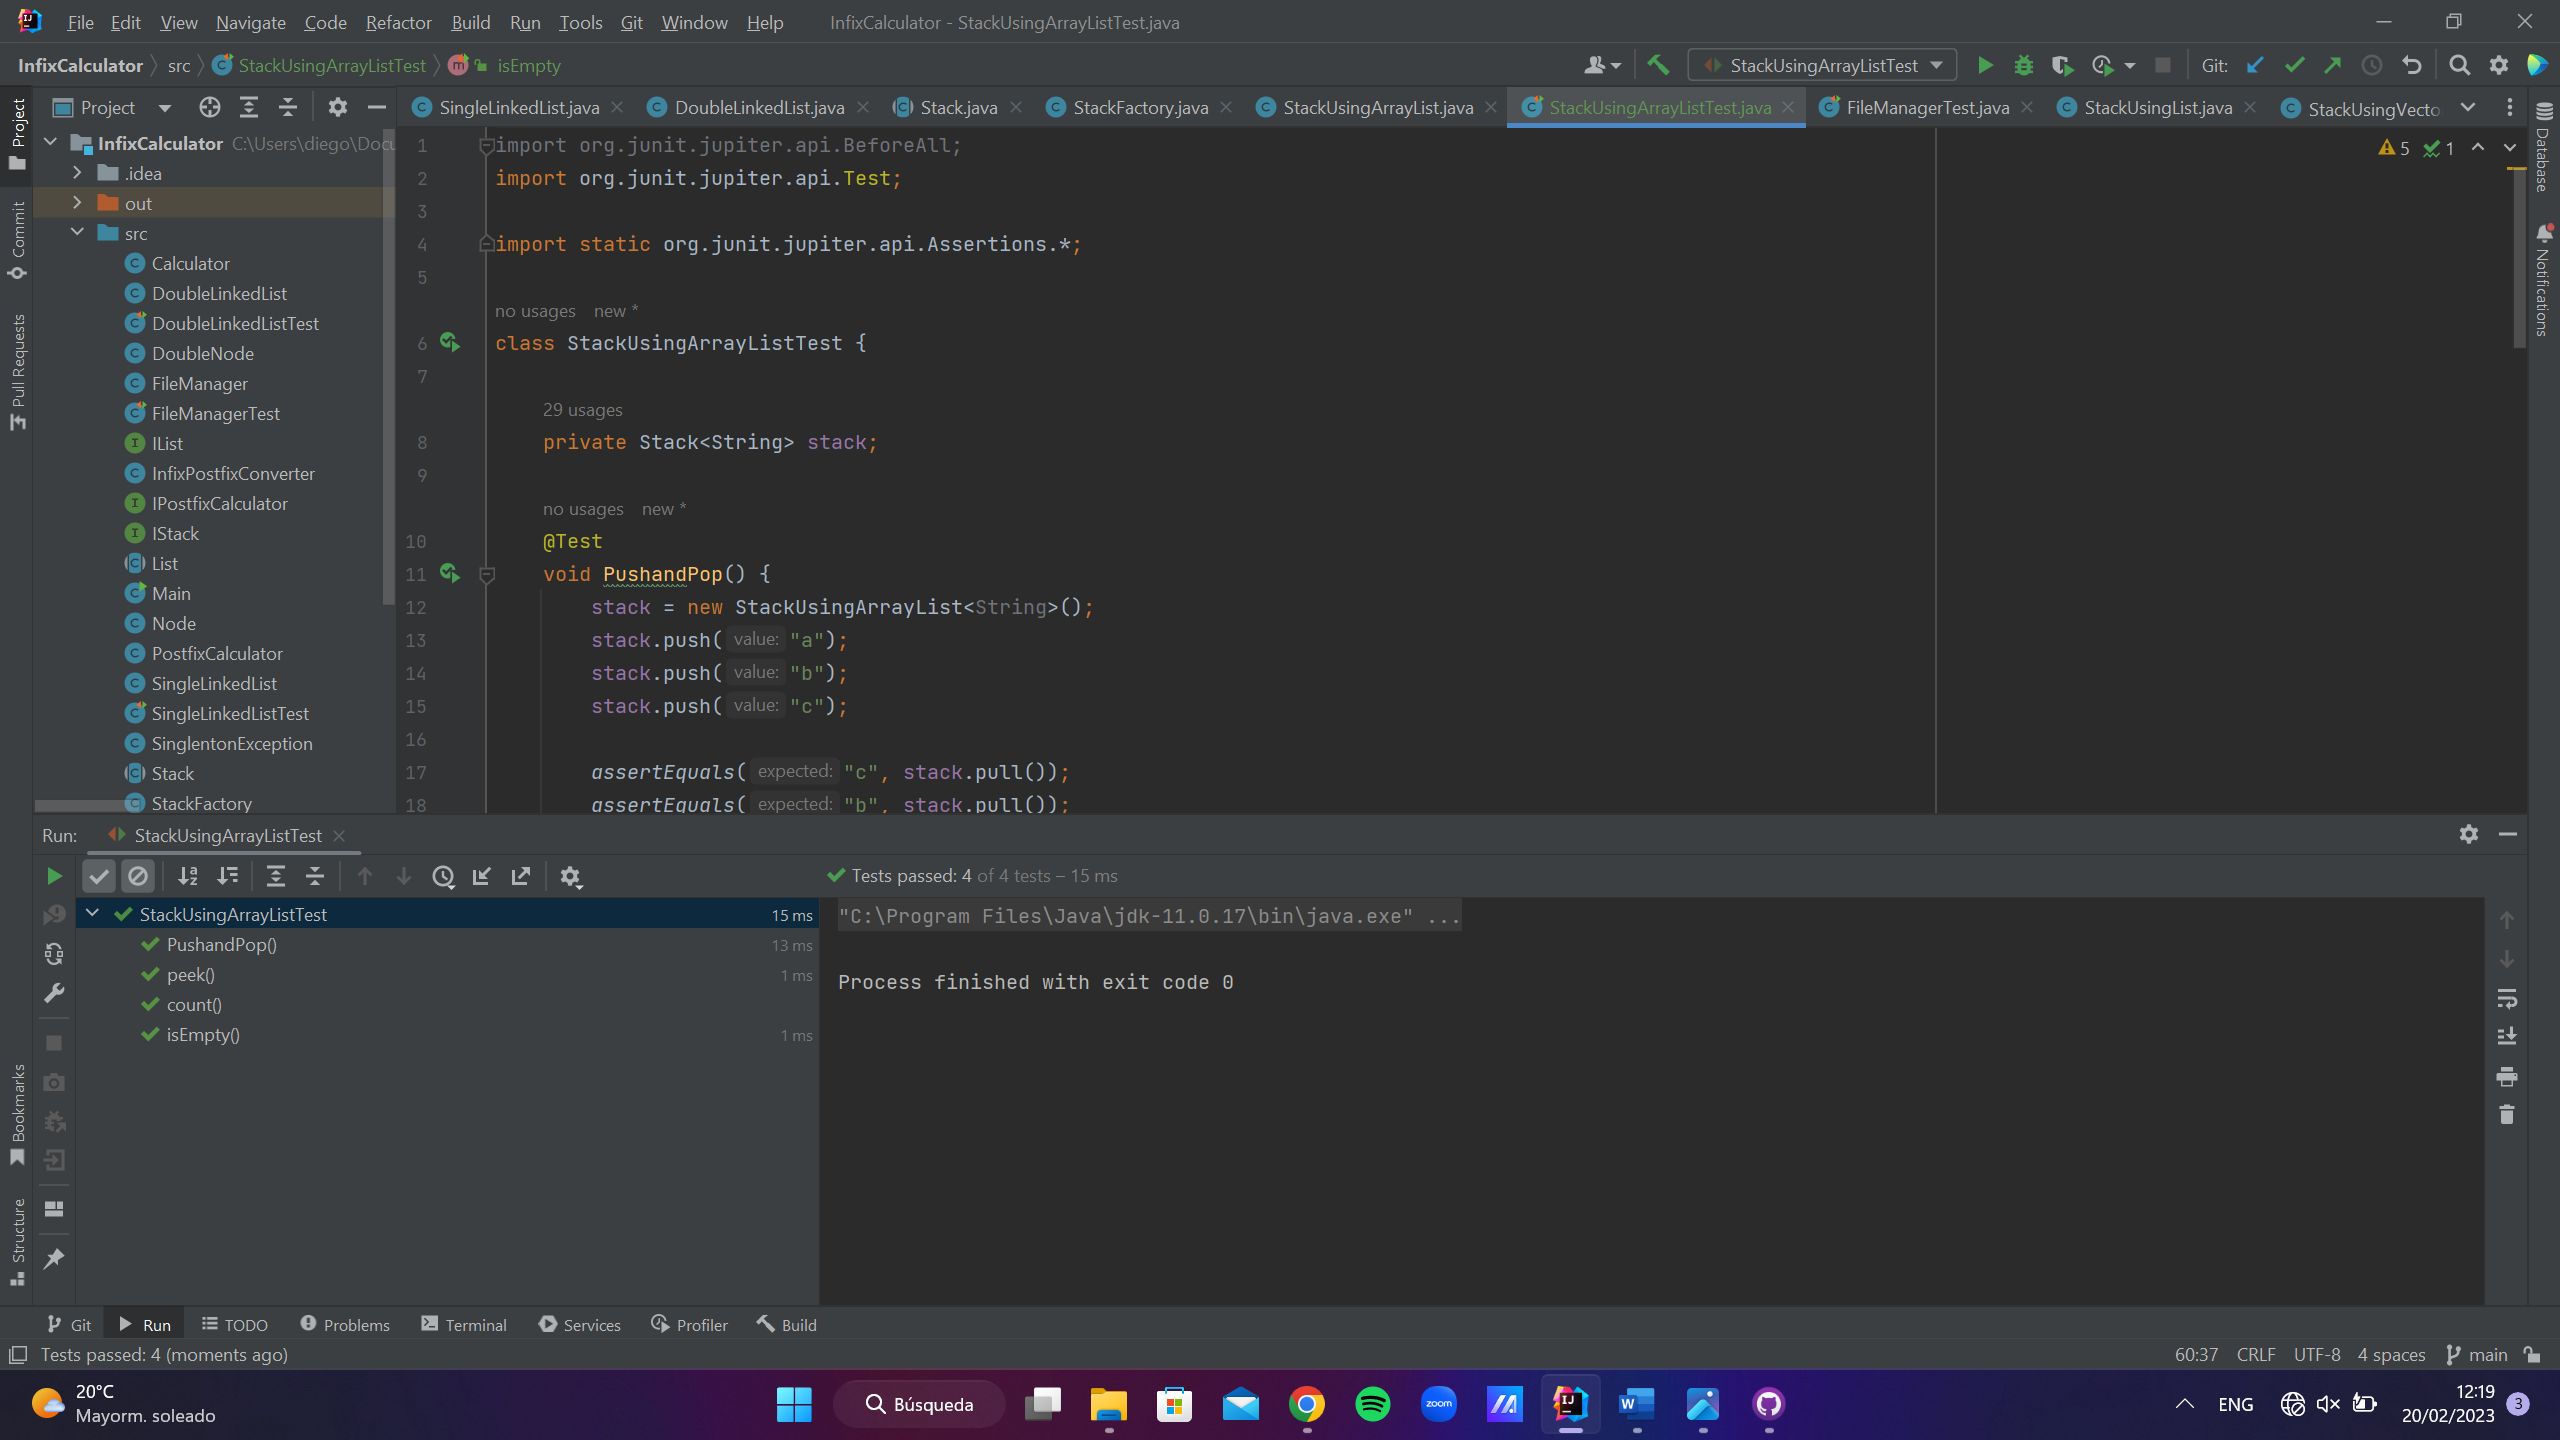 File Edit View Navigate Code Refactor Build Run Tools Git Window Help InfixCalculator - StackUsingArrayListTest.java
InfixCalculator src StackUsingArrayListTest isEmpty StackUsingArrayListTest Git:
Project SingleLinkedList.java DoubleLinkedList.java Stack.java StackFactory.java StackUsingArrayList.java StackUsingArrayListTest.java FileManagerTest.java StackUsingList.java StackUsingVecto
Project
Commit
Pull Requests
Bookmarks
Structure
Database
Notifications
InfixCalculator C:\Users\diego\Docu
.idea
out
src
Calculator
DoubleLinkedList
DoubleLinkedListTest
DoubleNode
FileManager
FileManagerTest
IList
InfixPostfixConverter
IPostfixCalculator
IStack
List
Main
Node
PostfixCalculator
SingleLinkedList
SingleLinkedListTest
SinglentonException
Stack
StackFactory
5 1
1 import org.junit.jupiter.api.BeforeAll;
2 import org.junit.jupiter.api.Test;
3
4 import static org.junit.jupiter.api.Assertions.*;
5
no usages new *
6 class StackUsingArrayListTest {
7
29 usages
8 private Stack<String> stack;
9
no usages new *
10 @Test
11 void PushandPop() {
12 stack = new StackUsingArrayList<String>();
13 stack.push( value: "a");
14 stack.push( value: "b");
15 stack.push( value: "c");
16
17 assertEquals( expected: "c", stack.pull());
18 assertEquals( expected: "b", stack.pull());
Run: StackUsingArrayListTest
Tests passed: 4 of 4 tests – 15 ms
StackUsingArrayListTest 15 ms
PushandPop() 13 ms
peek() 1 ms
count()
isEmpty() 1 ms
"C:\Program Files\Java\jdk-11.0.17\bin\java.exe" ...
Process finished with exit code 0
Git Run TODO Problems Terminal Services Profiler Build
Tests passed: 4 (moments ago) 60:37 CRLF UTF-8 4 spaces main
20°C
Mayorm. soleado
Búsqueda
zoom
ENG
12:19
20/02/2023
3